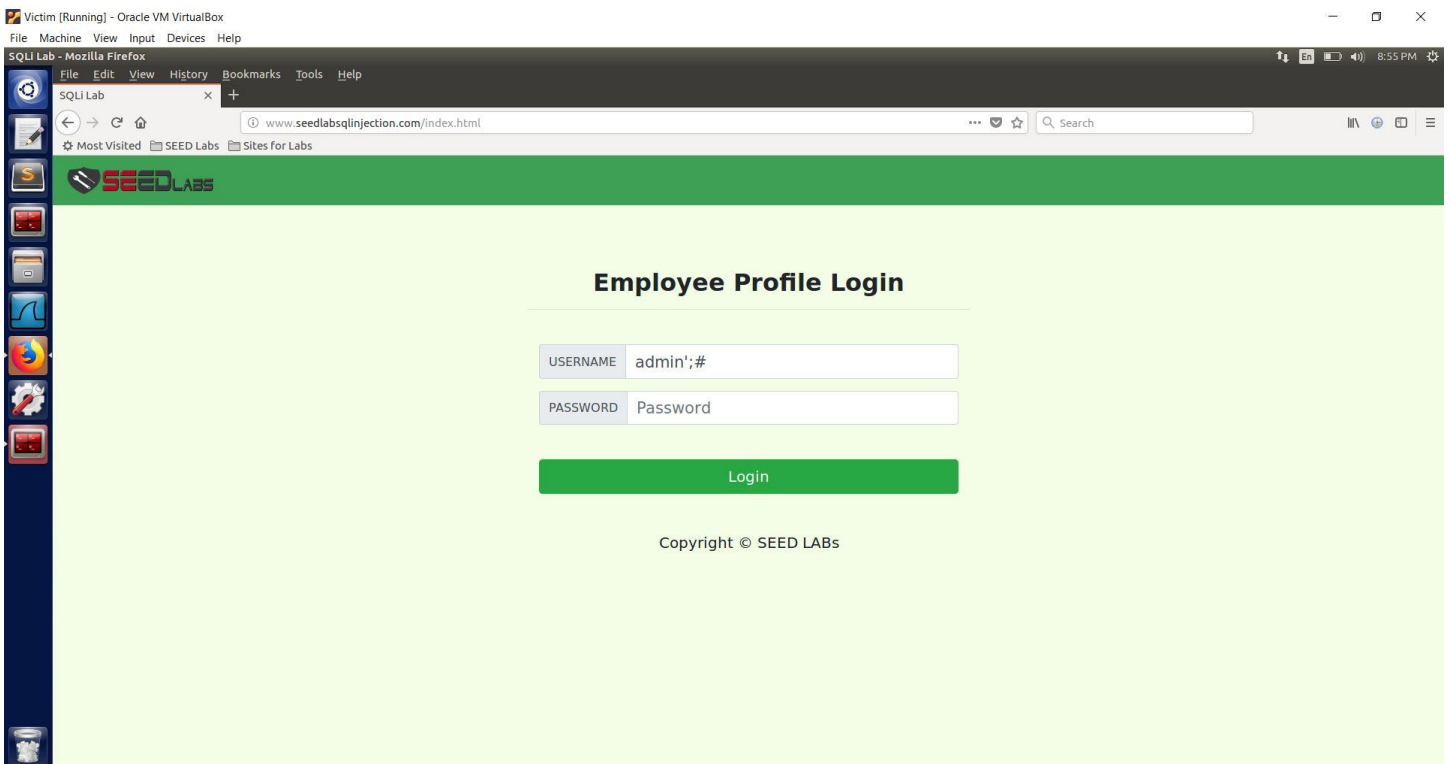 Victim [Running] - Oracle VM VirtualBox
File Machine View Input Devices Help
SQLi Lab - Mozilla Firefox
En 8:55 PM
File Edit View History Bookmarks Tools Help
SQLi Lab
www.seedlabsqlinjection.com/index.html
Search
Most Visited SEED Labs Sites for Labs
SEEDLABS
Employee Profile Login
USERNAME admin';#
PASSWORD Password
Login
Copyright © SEED LABs